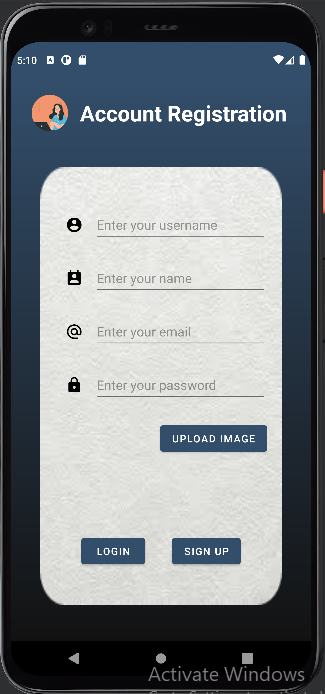 5:10
Account Registration
Enter your username
Enter your name
Enter your email
Enter your password
UPLOAD IMAGE
LOGIN SIGN UP
Activate Windows